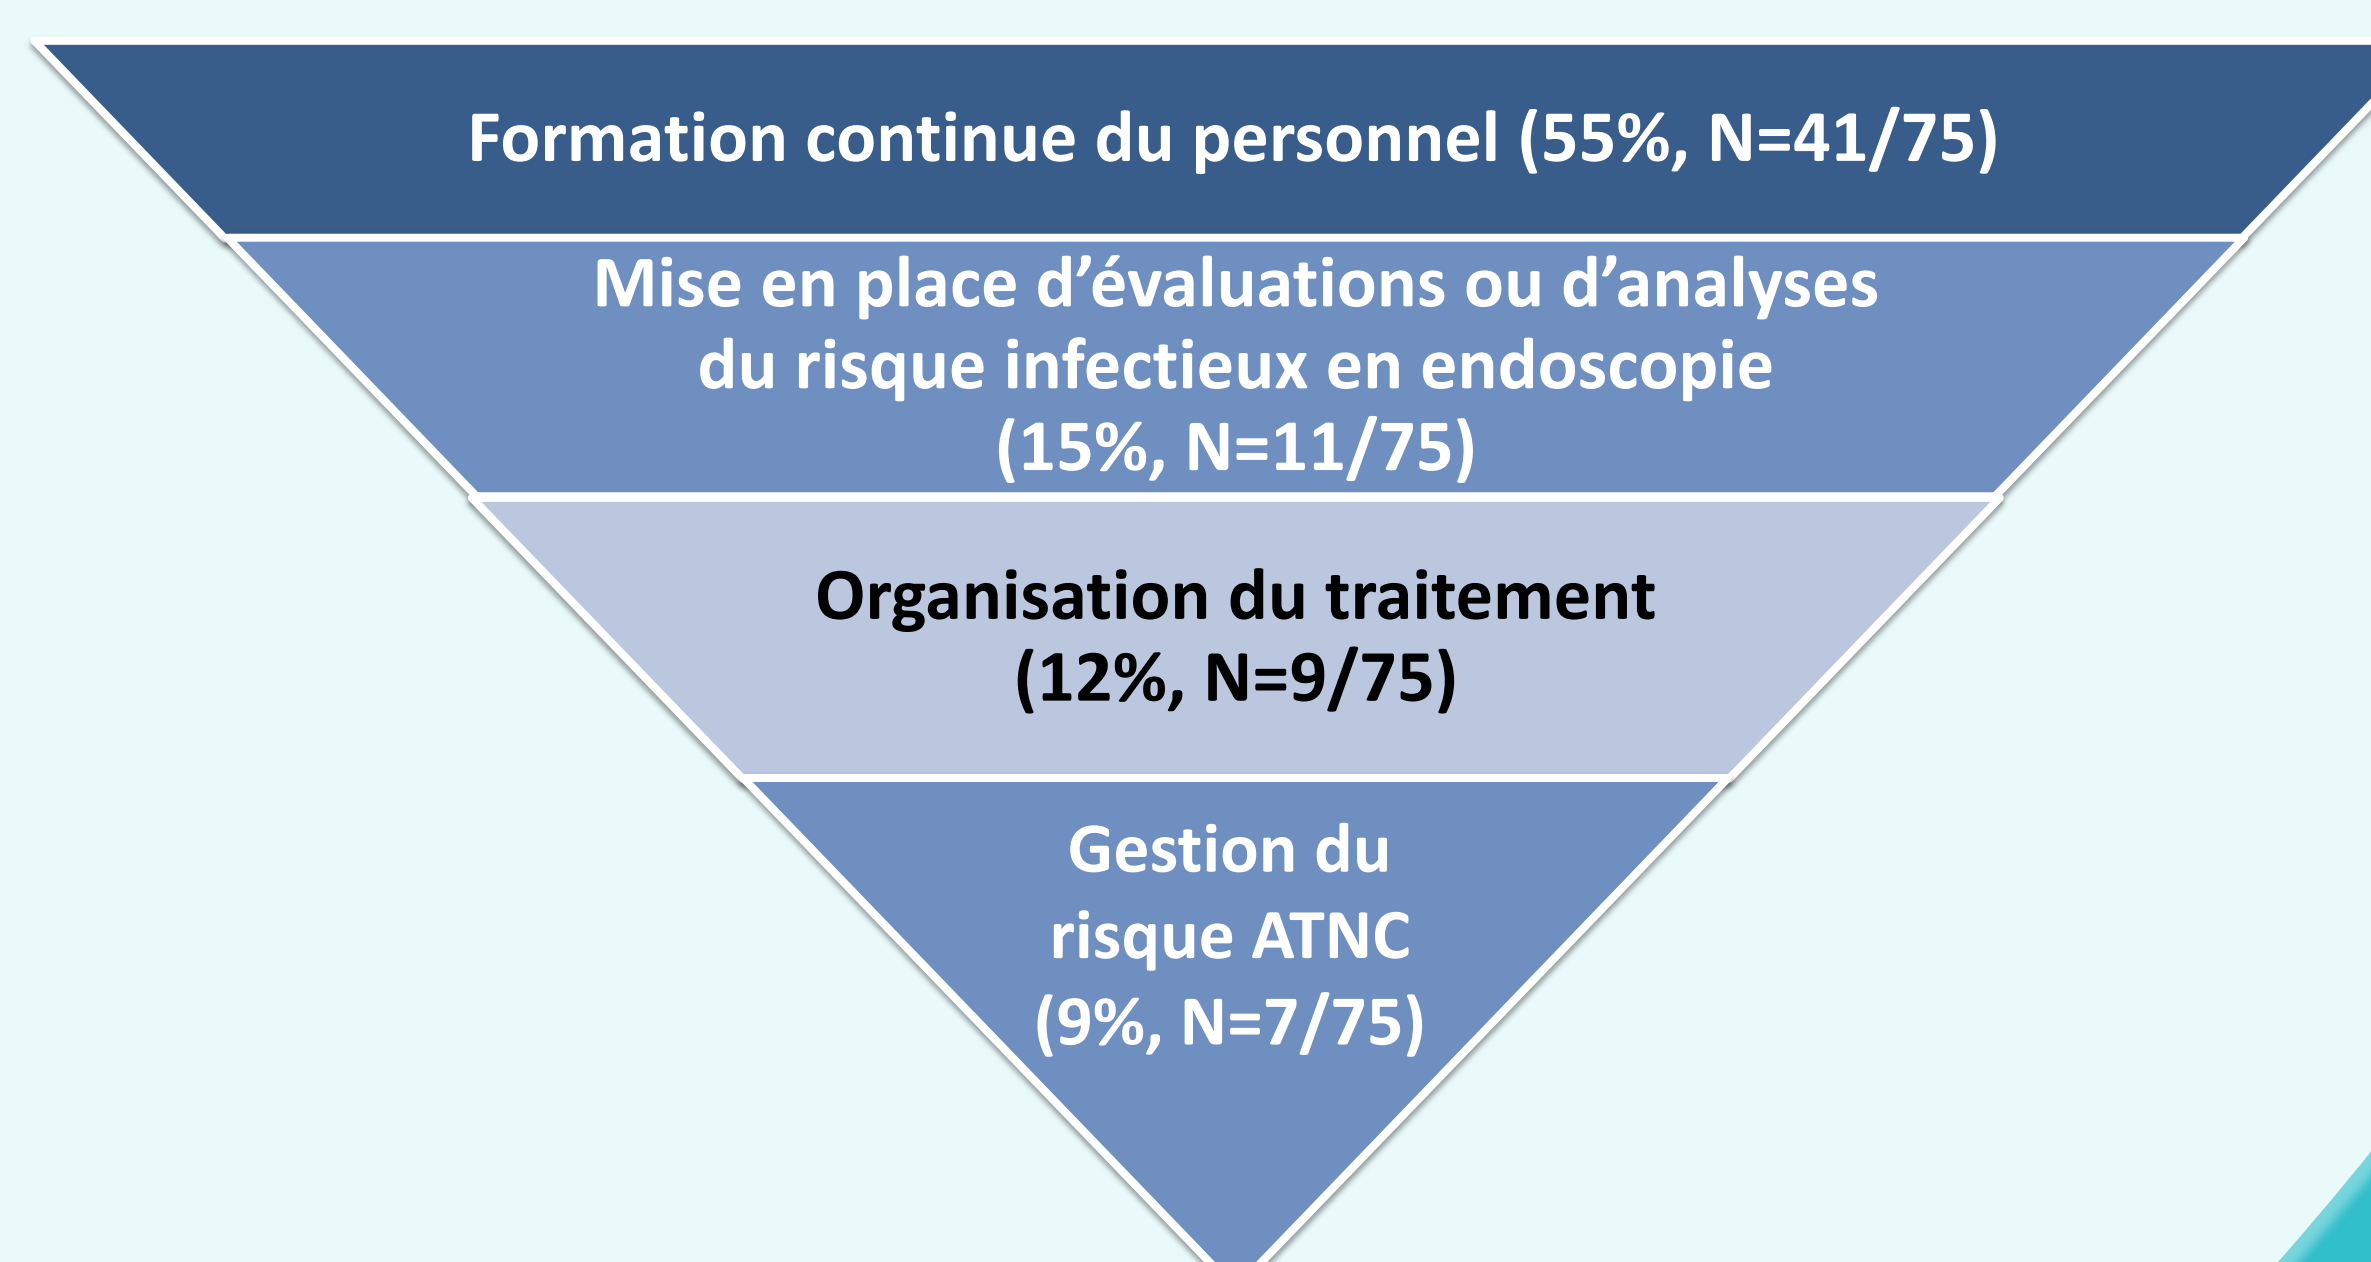 Formation continue du personnel (55%, N=41/75)
Mise en place d’évaluations ou d’analyses
du risque infectieux en endoscopie
(15%, N=11/75)
Organisation du traitement
(12%, N=9/75)
Gestion du
risque ATNC
(9%, N=7/75)